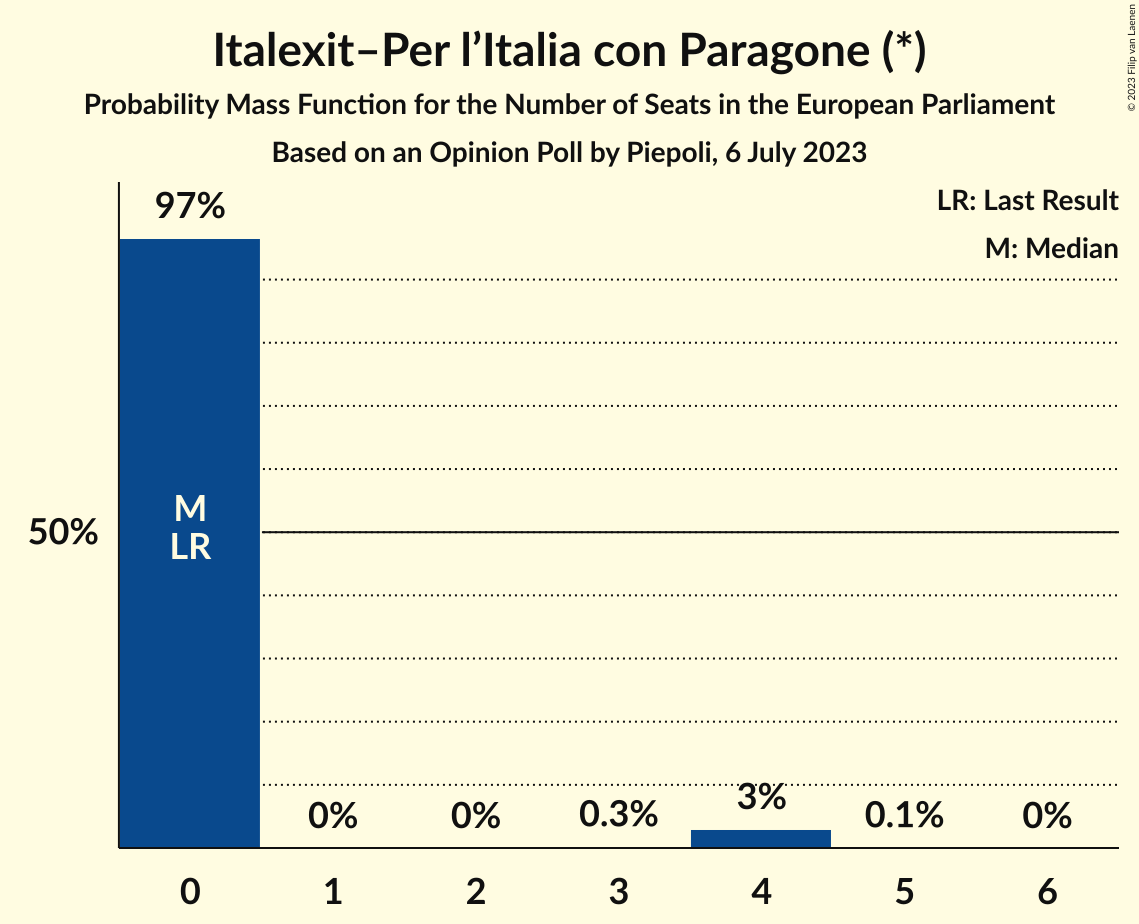 Italexit–Per l’Italia con Paragone (*)
Probability Mass Function for the Number of Seats in the European Parliament
Based on an Opinion Poll by Piepoli, 6 July 2023
© 2023 Filip van Laenen
LR: Last Result
M: Median
97%
M
LR
50%
0%
0%
0.3%
3%
0.1%
0%
0 1 2 3 4 5 6